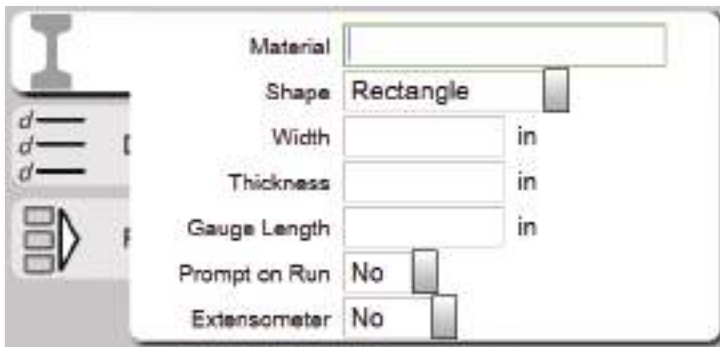 Material
Shape Rectangle
Width in
Thickness in
Gauge Length in
Prompt on Run No
Extensometer No
d
d
d